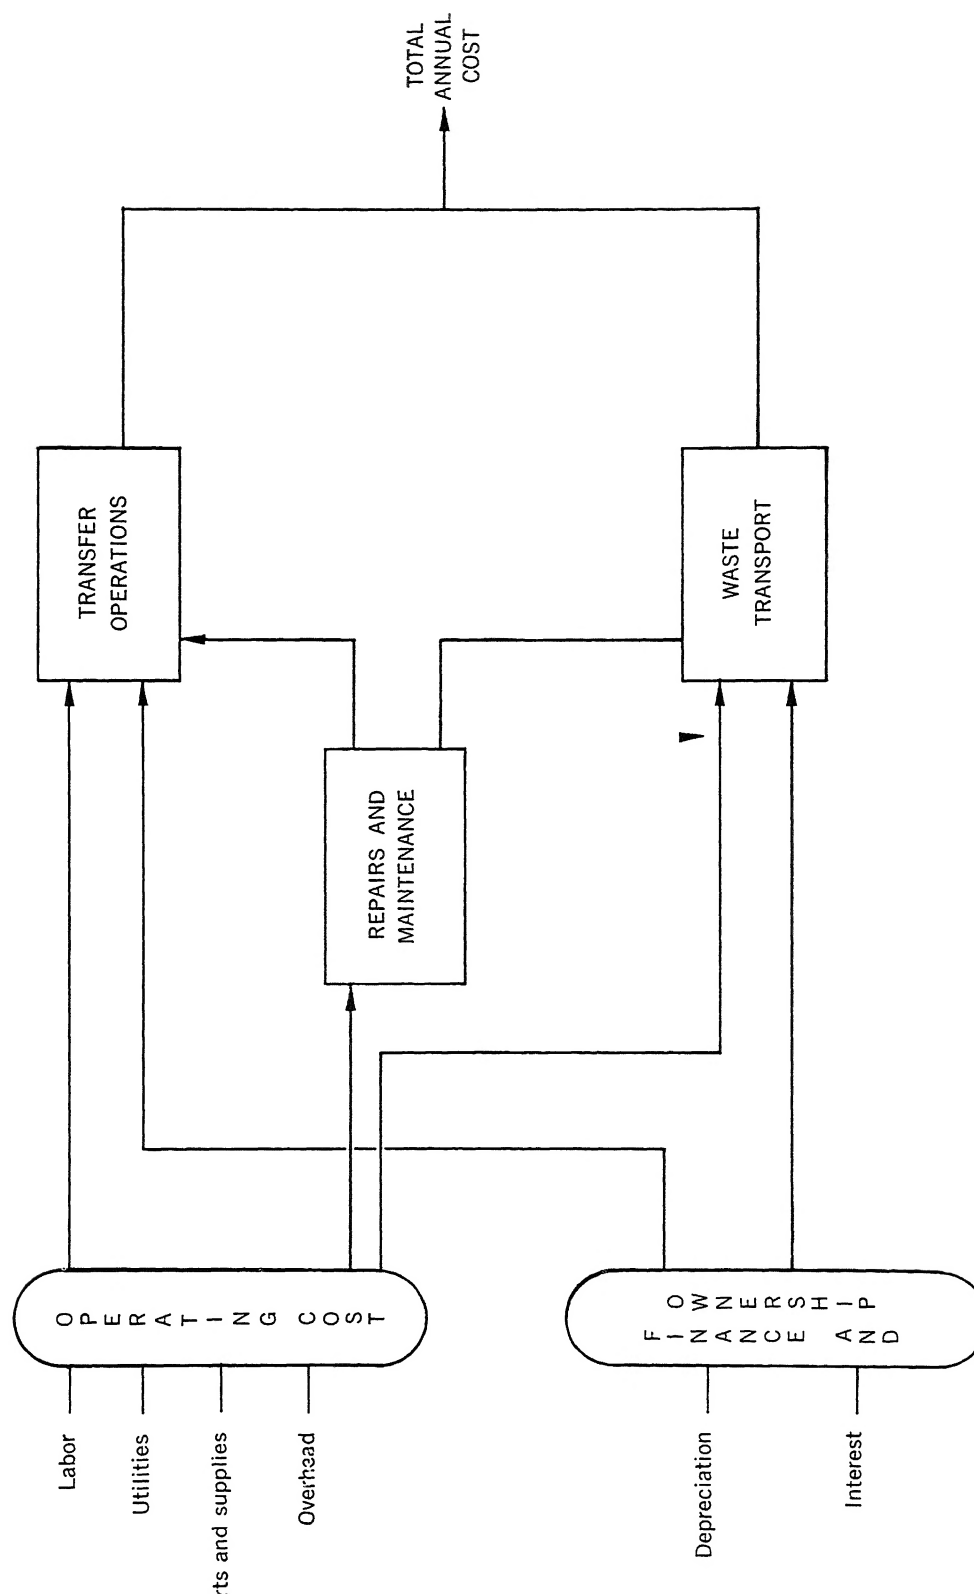 Labor
Utilities
rts and supplies
Overhead
Depreciation
Interest
OPERATING COST
FINANCE AND
OWNERSHIP
REPAIRS AND
MAINTENANCE
TRANSFER
OPERATIONS
WASTE
TRANSPORT
TOTAL
ANNUAL
COST